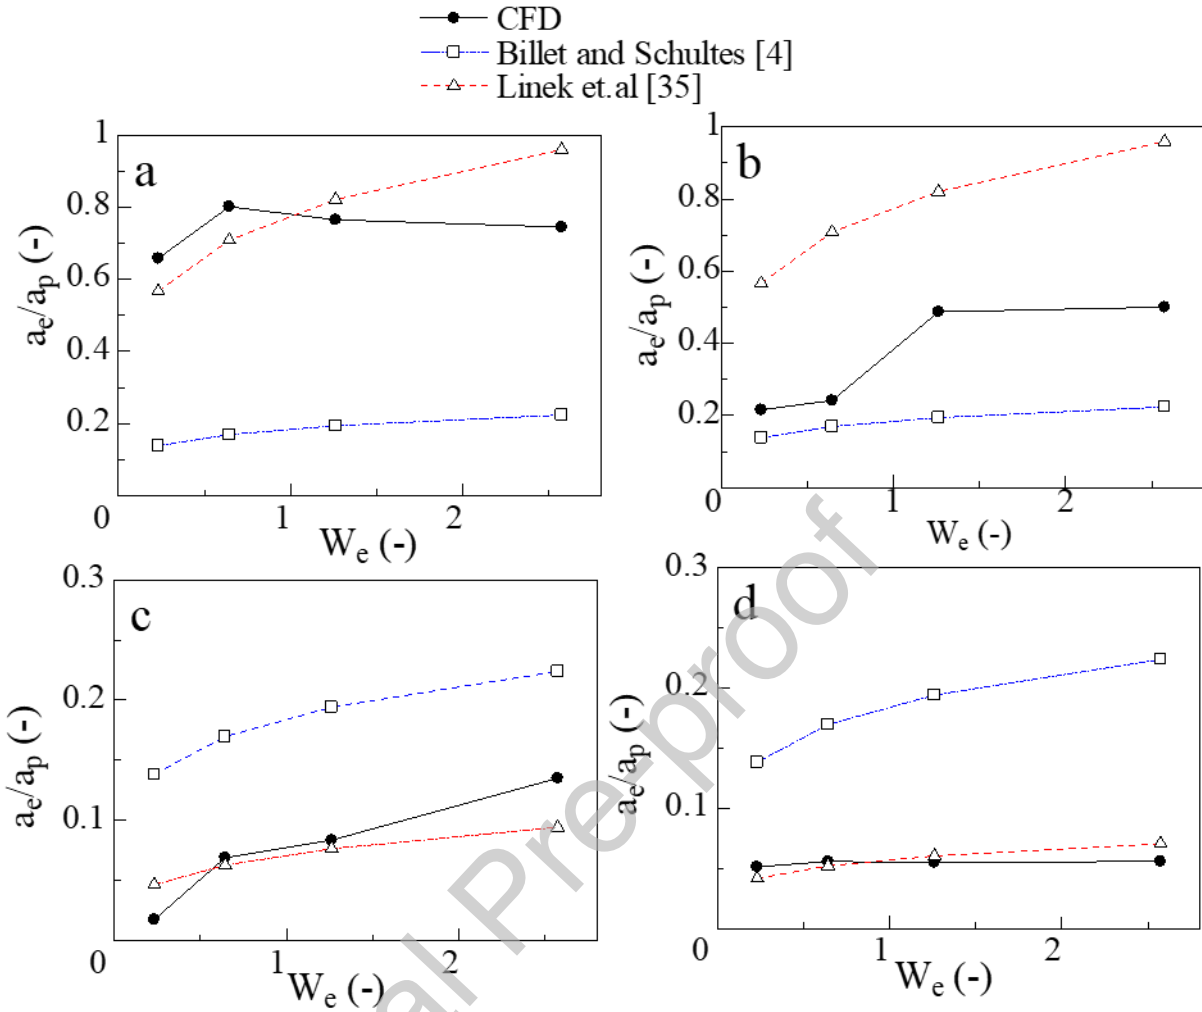 CFD
Billet and Schultes [4]
Linek et.al [35]
a
1
0.8
0.6
0.4
0.2
0
1
2
a_e/a_p (-)
W_e (-)
b
1
0.8
0.6
0.4
0.2
0
1
2
a_e/a_p (-)
W_e (-)
c
0.3
0.2
0.1
0
1
2
a_e/a_p (-)
W_e (-)
d
0.3
0.2
0.1
0
1
2
a_e/a_p (-)
W_e (-)
al Pre-proof